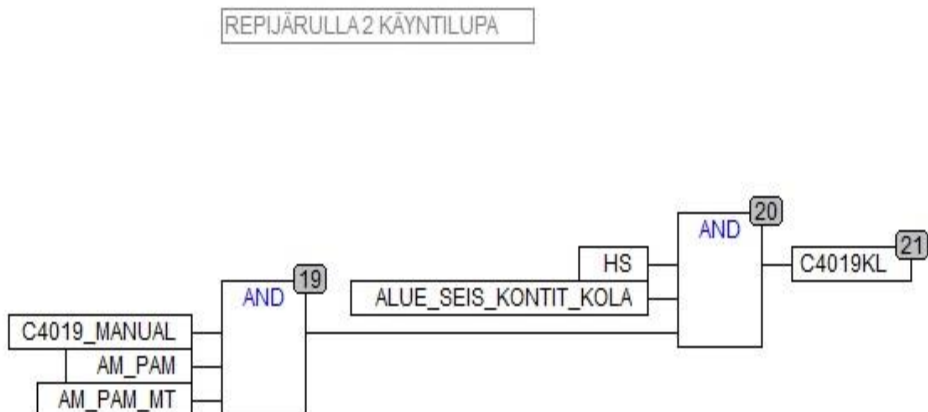 REPIJÄRULLA 2 KÄYNTILUPA
20
AND
HS
C4019KL
21
19
AND
ALUE_SEIS_KONTIT_KOLA
C4019_MANUAL
AM_PAM
AM_PAM_MT